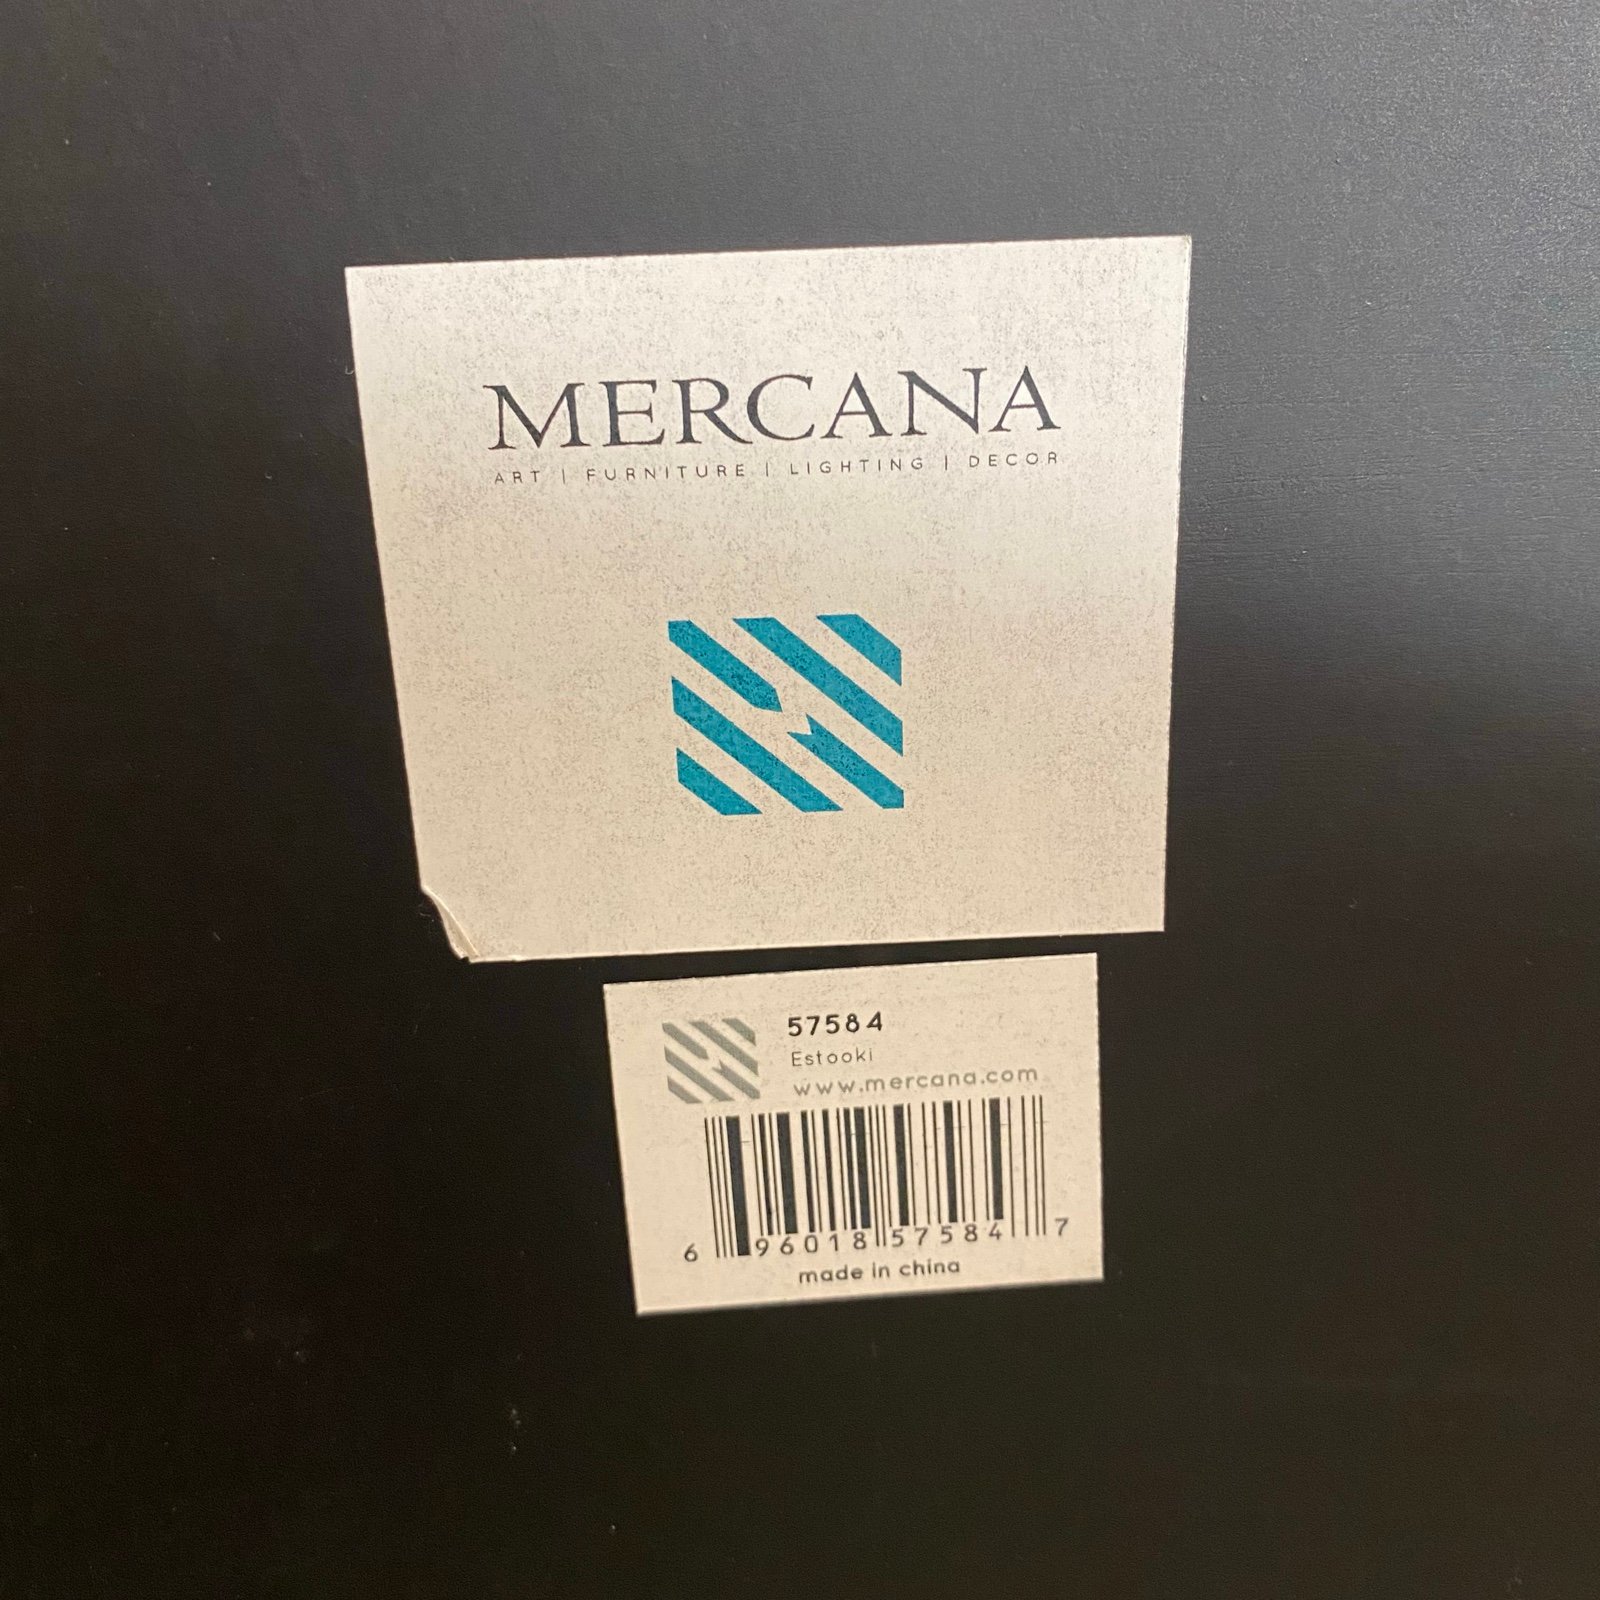 MERCANA
ART | FURNITURE | LIGHTING | DECOR
57584
Estooki
www.mercana.com
6 96018 57584 7
made in china